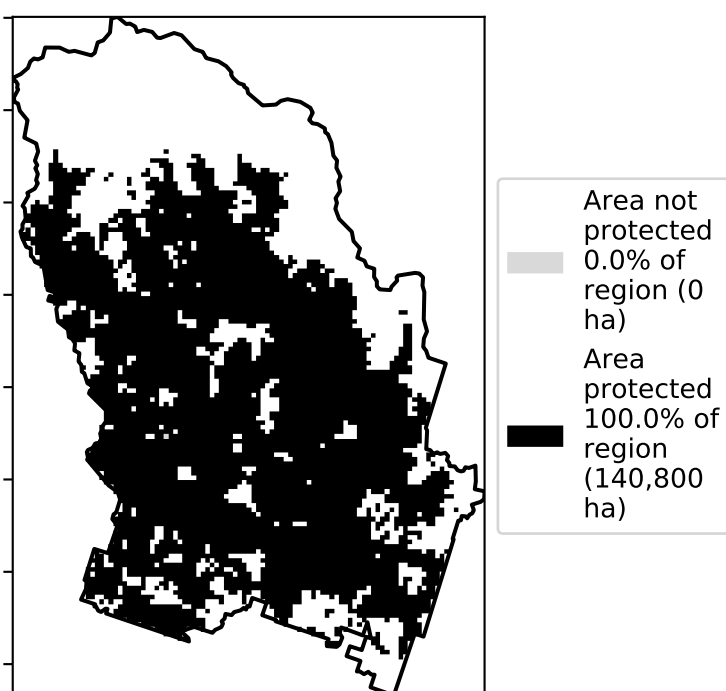 Area not
protected
0.0% of
region (0
ha)
Area
protected
100.0% of
region
(140,800
ha)